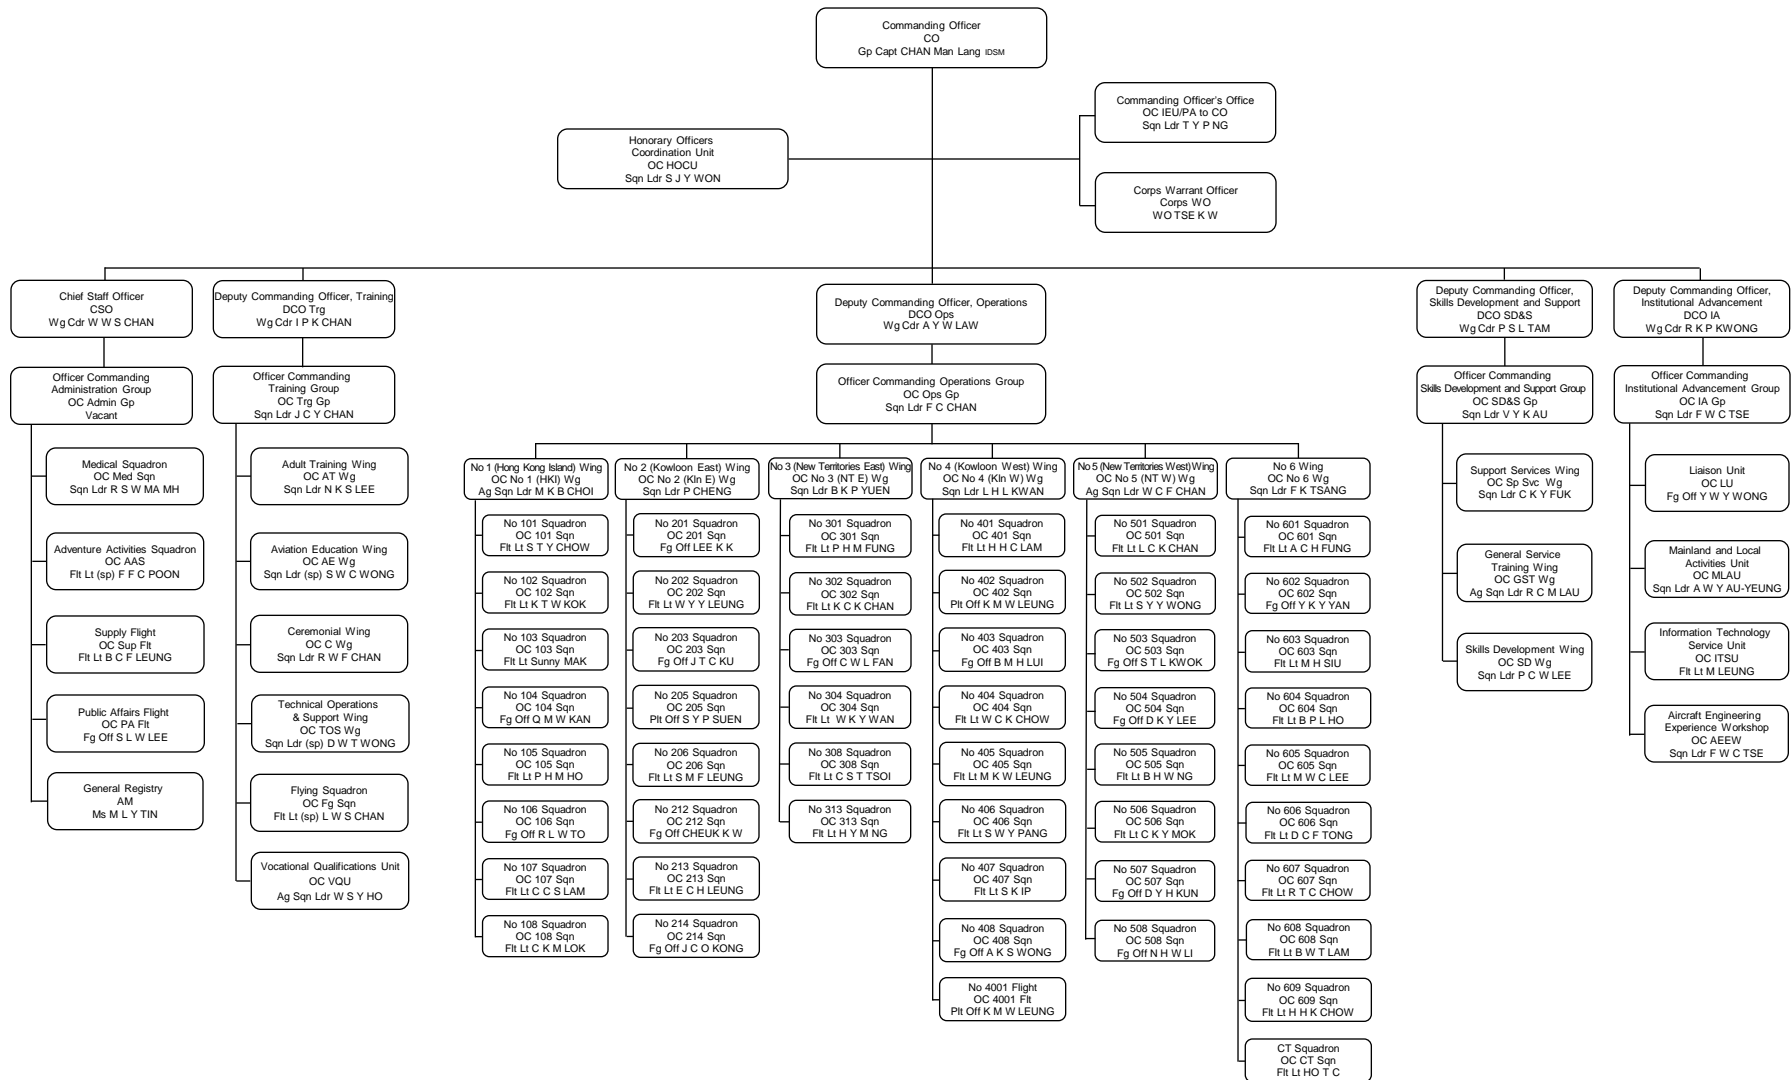 Commanding Officer
CO
Gp Capt CHAN Man Lang IDSM
Commanding Officer's Office
OC IEU/PA to CO
Sqn Ldr T Y P NG
Honorary Officers
Coordination Unit
OC HOCU
Sqn Ldr S J Y WON
Corps Warrant Officer
Corps WO
WO TSE K W
Chief Staff Officer
CSO
Wg Cdr W W S CHAN
Deputy Commanding Officer, Training
DCO Trg
Wg Cdr I P K CHAN
Deputy Commanding Officer, Operations
DCO Ops
Wg Cdr A Y W LAW
Deputy Commanding Officer,
Skills Development and Support
DCO SD&S
Wg Cdr P S L TAM
Deputy Commanding Officer,
Institutional Advancement
DCO IA
Wg Cdr R K P KWONG
Officer Commanding
Administration Group
OC Admin Gp
Vacant
Officer Commanding
Training Group
OC Trg Gp
Sqn Ldr J C Y CHAN
Officer Commanding Operations Group
OC Ops Gp
Sqn Ldr F C CHAN
Officer Commanding
Skills Development and Support Group
OC SD&S Gp
Sqn Ldr V Y K AU
Officer Commanding
Institutional Advancement Group
OC IA Gp
Sqn Ldr F W C TSE
Medical Squadron
OC Med Sqn
Sqn Ldr R S W MA MH
Adventure Activities Squadron
OC AAS
Flt Lt (sp) F F C POON
Supply Flight
OC Sup Flt
Flt Lt B C F LEUNG
Public Affairs Flight
OC PA Flt
Fg Off S L W LEE
General Registry
AM
Ms M L Y TIN
Adult Training Wing
OC AT Wg
Sqn Ldr N K S LEE
Aviation Education Wing
OC AE Wg
Sqn Ldr (sp) S W C WONG
Ceremonial Wing
OC C Wg
Sqn Ldr R W F CHAN
Technical Operations
& Support Wing
OC TOS Wg
Sqn Ldr (sp) D W T WONG
Flying Squadron
OC Fg Sqn
Flt Lt (sp) L W S CHAN
Vocational Qualifications Unit
OC VQU
Ag Sqn Ldr W S Y HO
No 1 (Hong Kong Island) Wing
OC No 1 (HKI) Wg
Ag Sqn Ldr M K B CHOI
No 101 Squadron
OC 101 Sqn
Flt Lt S T Y CHOW
No 102 Squadron
OC 102 Sqn
Flt Lt K T W KOK
No 103 Squadron
OC 103 Sqn
Flt Lt Sunny MAK
No 104 Squadron
OC 104 Sqn
Fg Off Q M W KAN
No 105 Squadron
OC 105 Sqn
Flt Lt P H M HO
No 106 Squadron
OC 106 Sqn
Fg Off R L W TO
No 107 Squadron
OC 107 Sqn
Flt Lt C C S LAM
No 108 Squadron
OC 108 Sqn
Flt Lt C K M LOK
No 2 (Kowloon East) Wing
OC No 2 (Kln E) Wg
Sqn Ldr P CHENG
No 201 Squadron
OC 201 Sqn
Fg Off LEE K K
No 202 Squadron
OC 202 Sqn
Flt Lt W Y Y LEUNG
No 203 Squadron
OC 203 Sqn
Fg Off J T C KU
No 205 Squadron
OC 205 Sqn
Plt Off S Y P SUEN
No 206 Squadron
OC 206 Sqn
Flt Lt S M F LEUNG
No 212 Squadron
OC 212 Sqn
Fg Off CHEUK K W
No 213 Squadron
OC 213 Sqn
Flt Lt E C H LEUNG
No 214 Squadron
OC 214 Sqn
Fg Off J C O KONG
No 3 (New Territories East) Wing
OC No 3 (NT E) Wg
Sqn Ldr B K P YUEN
No 301 Squadron
OC 301 Sqn
Flt Lt P H M FUNG
No 302 Squadron
OC 302 Sqn
Flt Lt K C K CHAN
No 303 Squadron
OC 303 Sqn
Fg Off C W L FAN
No 304 Squadron
OC 304 Sqn
Flt Lt W K Y WAN
No 308 Squadron
OC 308 Sqn
Flt Lt C S T TSOI
No 313 Squadron
OC 313 Sqn
Flt Lt H Y M NG
No 4 (Kowloon West) Wing
OC No 4 (Kln W) Wg
Sqn Ldr L H L KWAN
No 401 Squadron
OC 401 Sqn
Flt Lt H H C LAM
No 402 Squadron
OC 402 Sqn
Plt Off K M W LEUNG
No 403 Squadron
OC 403 Sqn
Fg Off B M H LUI
No 404 Squadron
OC 404 Sqn
Flt Lt W C K CHOW
No 405 Squadron
OC 405 Sqn
Flt Lt M K W LEUNG
No 406 Squadron
OC 406 Sqn
Flt Lt S W Y PANG
No 407 Squadron
OC 407 Sqn
Flt Lt S K IP
No 408 Squadron
OC 408 Sqn
Fg Off A K S WONG
No 4001 Flight
OC 4001 Flt
Plt Off K M W LEUNG
No 5 (New Territories West) Wing
OC No 5 (NT W) Wg
Ag Sqn Ldr W C F CHAN
No 501 Squadron
OC 501 Sqn
Flt Lt L C K CHAN
No 502 Squadron
OC 502 Sqn
Flt Lt S Y Y WONG
No 503 Squadron
OC 503 Sqn
Fg Off S T L KWOK
No 504 Squadron
OC 504 Sqn
Fg Off D K Y LEE
No 505 Squadron
OC 505 Sqn
Flt Lt B H W NG
No 506 Squadron
OC 506 Sqn
Flt Lt C K Y MOK
No 507 Squadron
OC 507 Sqn
Fg Off D Y H KUN
No 508 Squadron
OC 508 Sqn
Fg Off N H W LI
No 6 Wing
OC No 6 Wg
Sqn Ldr F K TSANG
No 601 Squadron
OC 601 Sqn
Flt Lt A C H FUNG
No 602 Squadron
OC 602 Sqn
Fg Off Y K Y YAN
No 603 Squadron
OC 603 Sqn
Flt Lt M H SIU
No 604 Squadron
OC 604 Sqn
Flt Lt B P L HO
No 605 Squadron
OC 605 Sqn
Flt Lt M W C LEE
No 606 Squadron
OC 606 Sqn
Flt Lt D C F TONG
No 607 Squadron
OC 607 Sqn
Flt Lt R T C CHOW
No 608 Squadron
OC 608 Sqn
Flt Lt B W T LAM
No 609 Squadron
OC 609 Sqn
Flt Lt H H K CHOW
CT Squadron
OC CT Sqn
Flt Lt HO T C
Support Services Wing
OC Sp Svc Wg
Sqn Ldr C K Y FUK
General Service
Training Wing
OC GST Wg
Ag Sqn Ldr R C M LAU
Skills Development Wing
OC SD Wg
Sqn Ldr P C W LEE
Liaison Unit
OC LU
Fg Off Y W Y WONG
Mainland and Local
Activities Unit
OC MLAU
Sqn Ldr A W Y AU-YEUNG
Information Technology
Service Unit
OC ITSU
Flt Lt M LEUNG
Aircraft Engineering
Experience Workshop
OC AEEW
Sqn Ldr F W C TSE